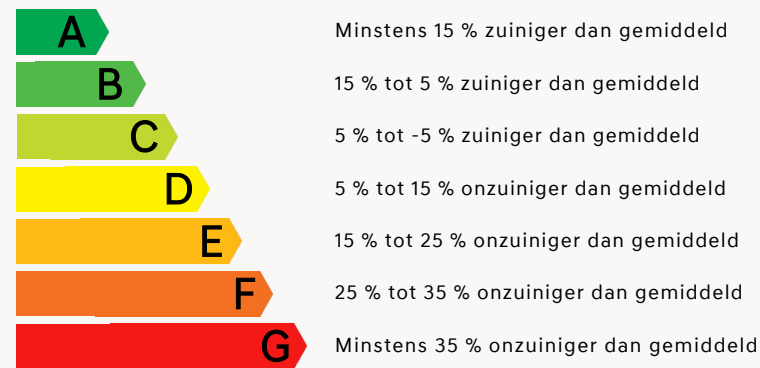 A Minstens 15 % zuiniger dan gemiddeld
B 15 % tot 5 % zuiniger dan gemiddeld
C 5 % tot -5 % zuiniger dan gemiddeld
D 5 % tot 15 % onzuiniger dan gemiddeld
E 15 % tot 25 % onzuiniger dan gemiddeld
F 25 % tot 35 % onzuiniger dan gemiddeld
G Minstens 35 % onzuiniger dan gemiddeld